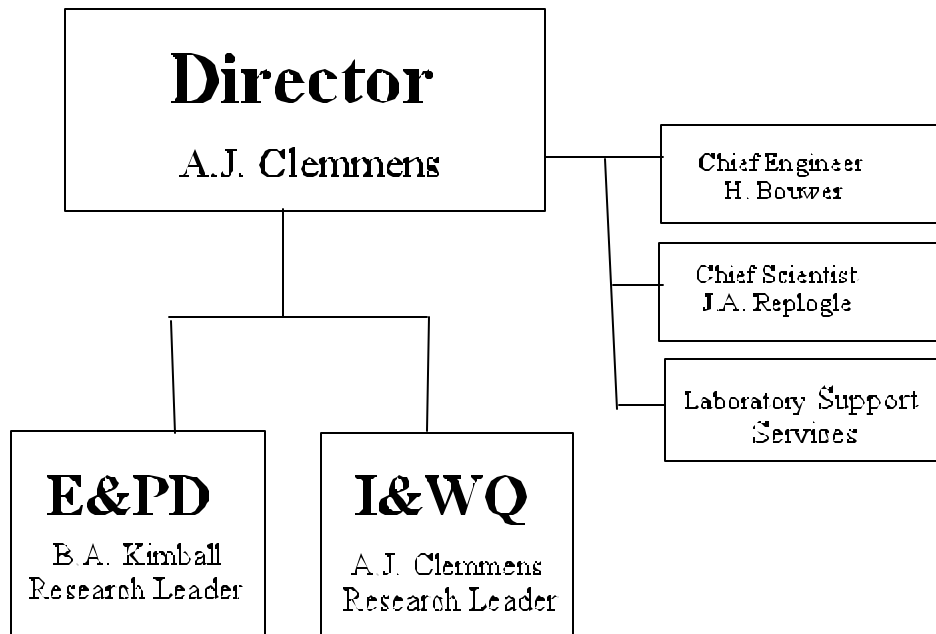 Director
A.J. Clemmens
Chief Engineer
H. Bouwer
Chief Scientist
J.A. Replogle
Laboratory Support
Services
E&PD
B.A. Kimball
Research Leader
I&WQ
A.J. Clemmens
Research Leader